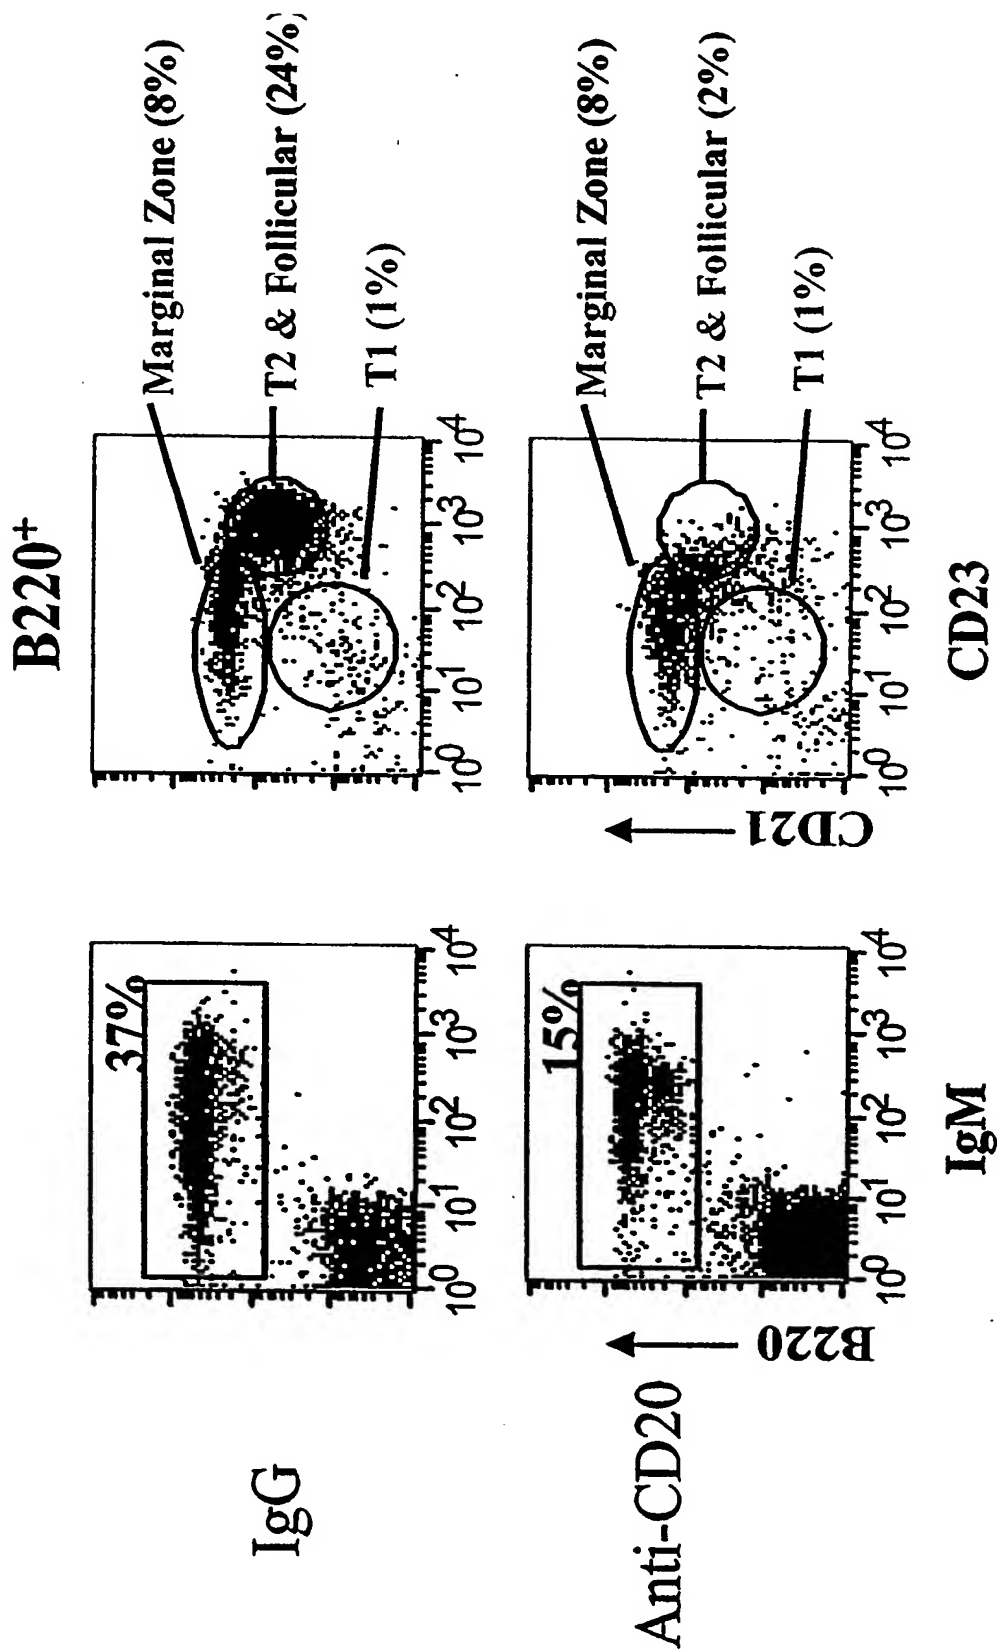 B220+
IgG
37%
10⁰ 10¹ 10² 10³ 10⁴
10⁰ 10¹ 10² 10³ 10⁴
Marginal Zone (8%)
T2 & Follicular (24%)
T1 (1%)
Anti-CD20
B220
15%
10⁰ 10¹ 10² 10³ 10⁴
IgM
CD21
10⁰ 10¹ 10² 10³ 10⁴
CD23
Marginal Zone (8%)
T2 & Follicular (2%)
T1 (1%)